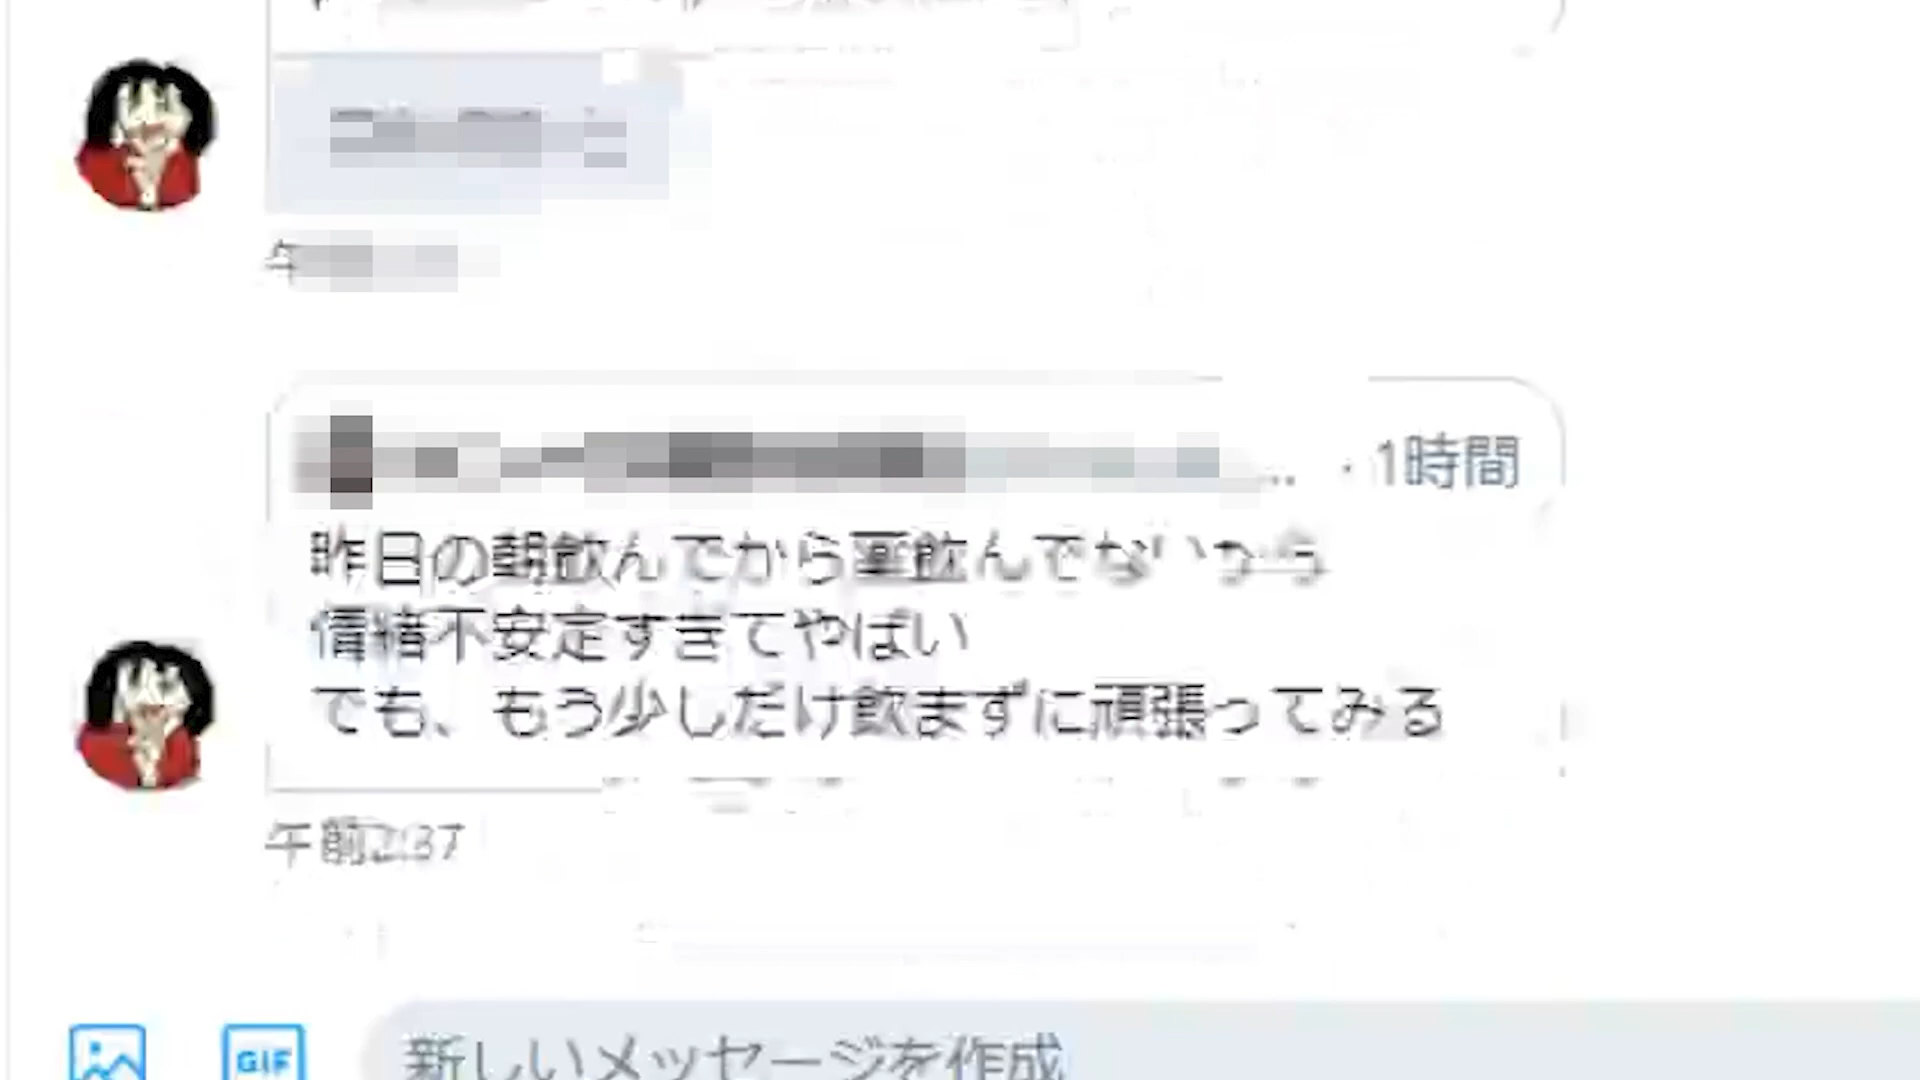 · 1時間
昨日の朝飲んでから薬飲んでないから
情緒不安定すぎてやばい
でも、もう少しだけ飲まずに頑張ってみる
午前2:37
GIF
新しいメッセージを作成